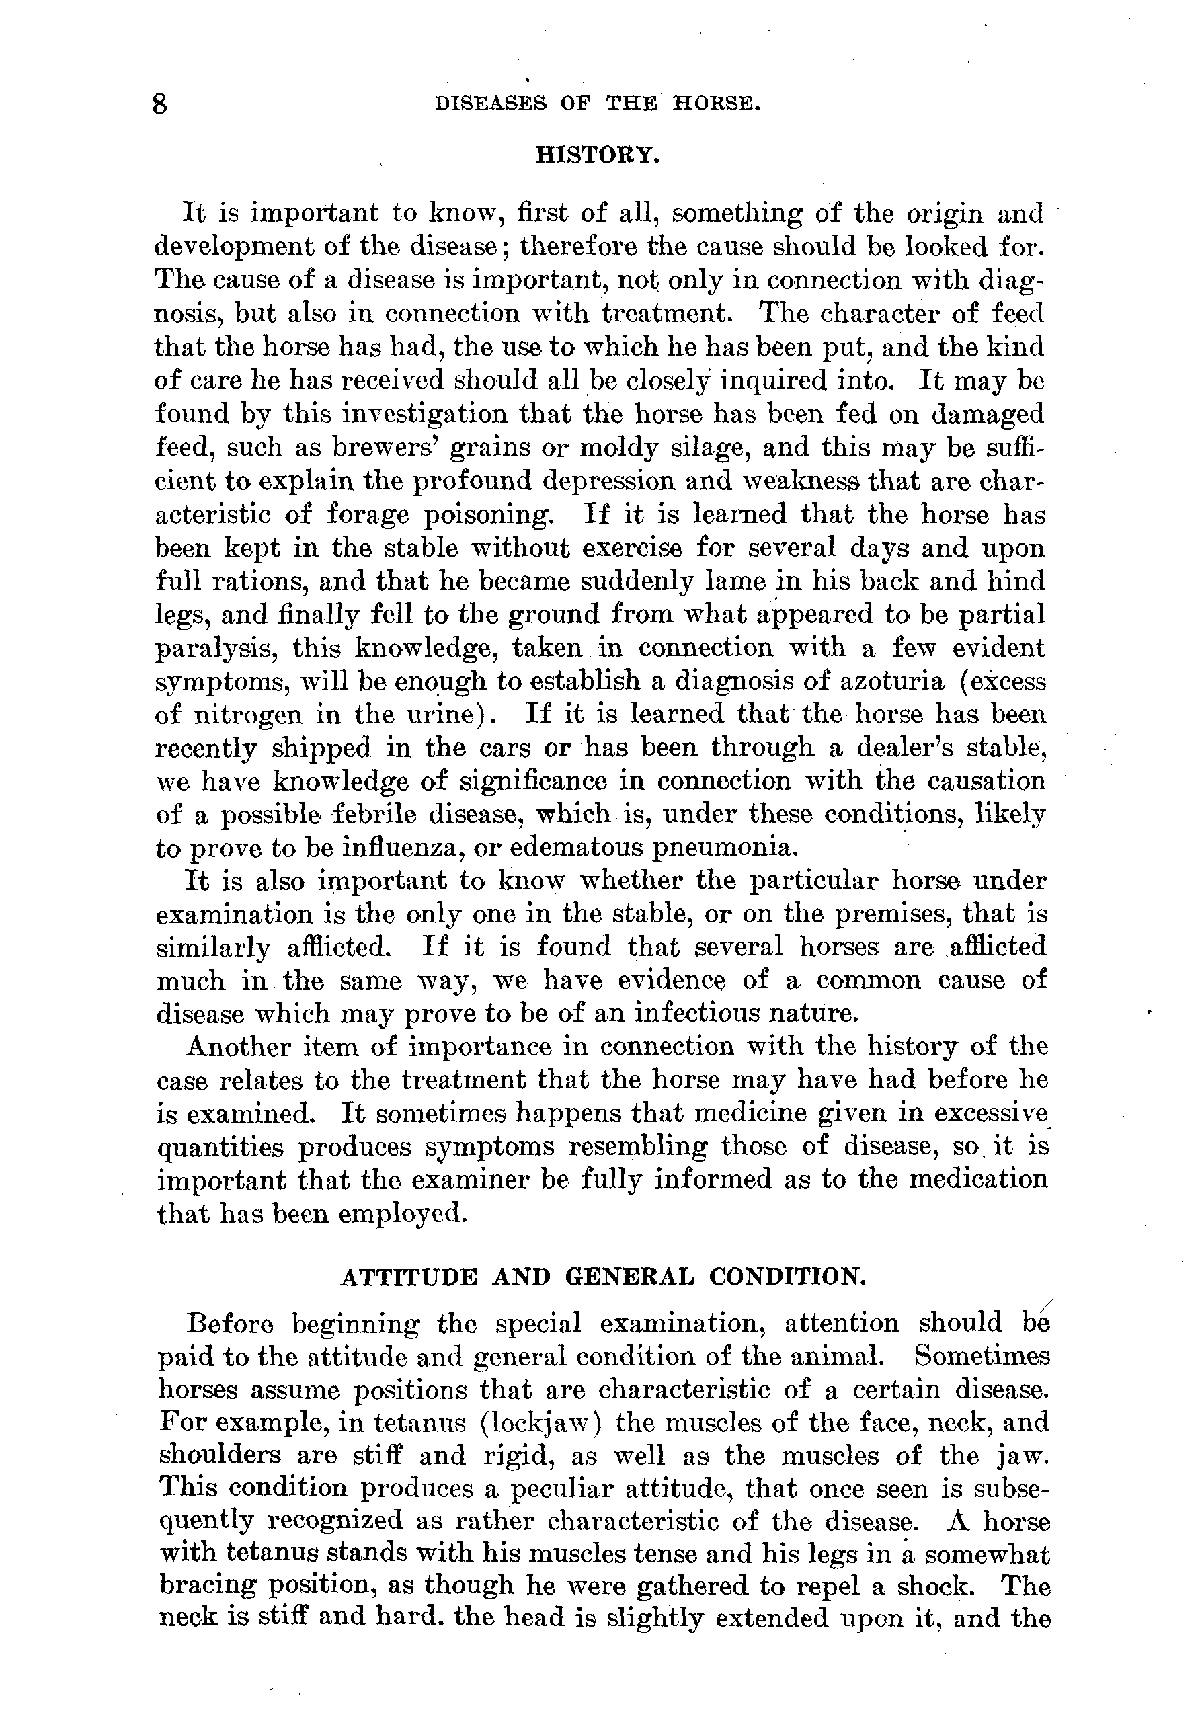 8 DISEASES OF THE HORSE.
HISTORY.
It is important to know, first of all, something of the origin and
development of the disease; therefore the cause should be looked for.
The cause of a disease is important, not only in connection with diag-
nosis, but also in connection with treatment. The character of feed
that the horse has had, the use to which he has been put, and the kind
of care he has received should all be closely inquired into. It may be
found by this investigation that the horse has been fed on damaged
feed, such as brewers' grains or moldy silage, and this may be suffi-
cient to explain the profound depression and weakness that are char-
acteristic of forage poisoning. If it is learned that the horse has
been kept in the stable without exercise for several days and upon
full rations, and that he became suddenly lame in his back and hind
legs, and finally fell to the ground from what appeared to be partial
paralysis, this knowledge, taken in connection with a few evident
symptoms, will be enough to establish a diagnosis of azoturia (excess
of nitrogen in the urine). If it is learned that the horse has been
recently shipped in the cars or has been through a dealer's stable,
we have knowledge of significance in connection with the causation
of a possible febrile disease, which is, under these conditions, likely
to prove to be influenza, or edematous pneumonia.
It is also important to know whether the particular horse under
examination is the only one in the stable, or on the premises, that is
similarly afflicted. If it is found that several horses are afflicted
much in the same way, we have evidence of a common cause of
disease which may prove to be of an infectious nature.
Another item of importance in connection with the history of the
case relates to the treatment that the horse may have had before he
is examined. It sometimes happens that medicine given in excessive
quantities produces symptoms resembling those of disease, so it is
important that the examiner be fully informed as to the medication
that has been employed.
ATTITUDE AND GENERAL CONDITION.
Before beginning the special examination, attention should be
paid to the attitude and general condition of the animal. Sometimes
horses assume positions that are characteristic of a certain disease.
For example, in tetanus (lockjaw) the muscles of the face, neck, and
shoulders are stiff and rigid, as well as the muscles of the jaw.
This condition produces a peculiar attitude, that once seen is subse-
quently recognized as rather characteristic of the disease. A horse
with tetanus stands with his muscles tense and his legs in a somewhat
bracing position, as though he were gathered to repel a shock. The
neck is stiff and hard. the head is slightly extended upon it, and the